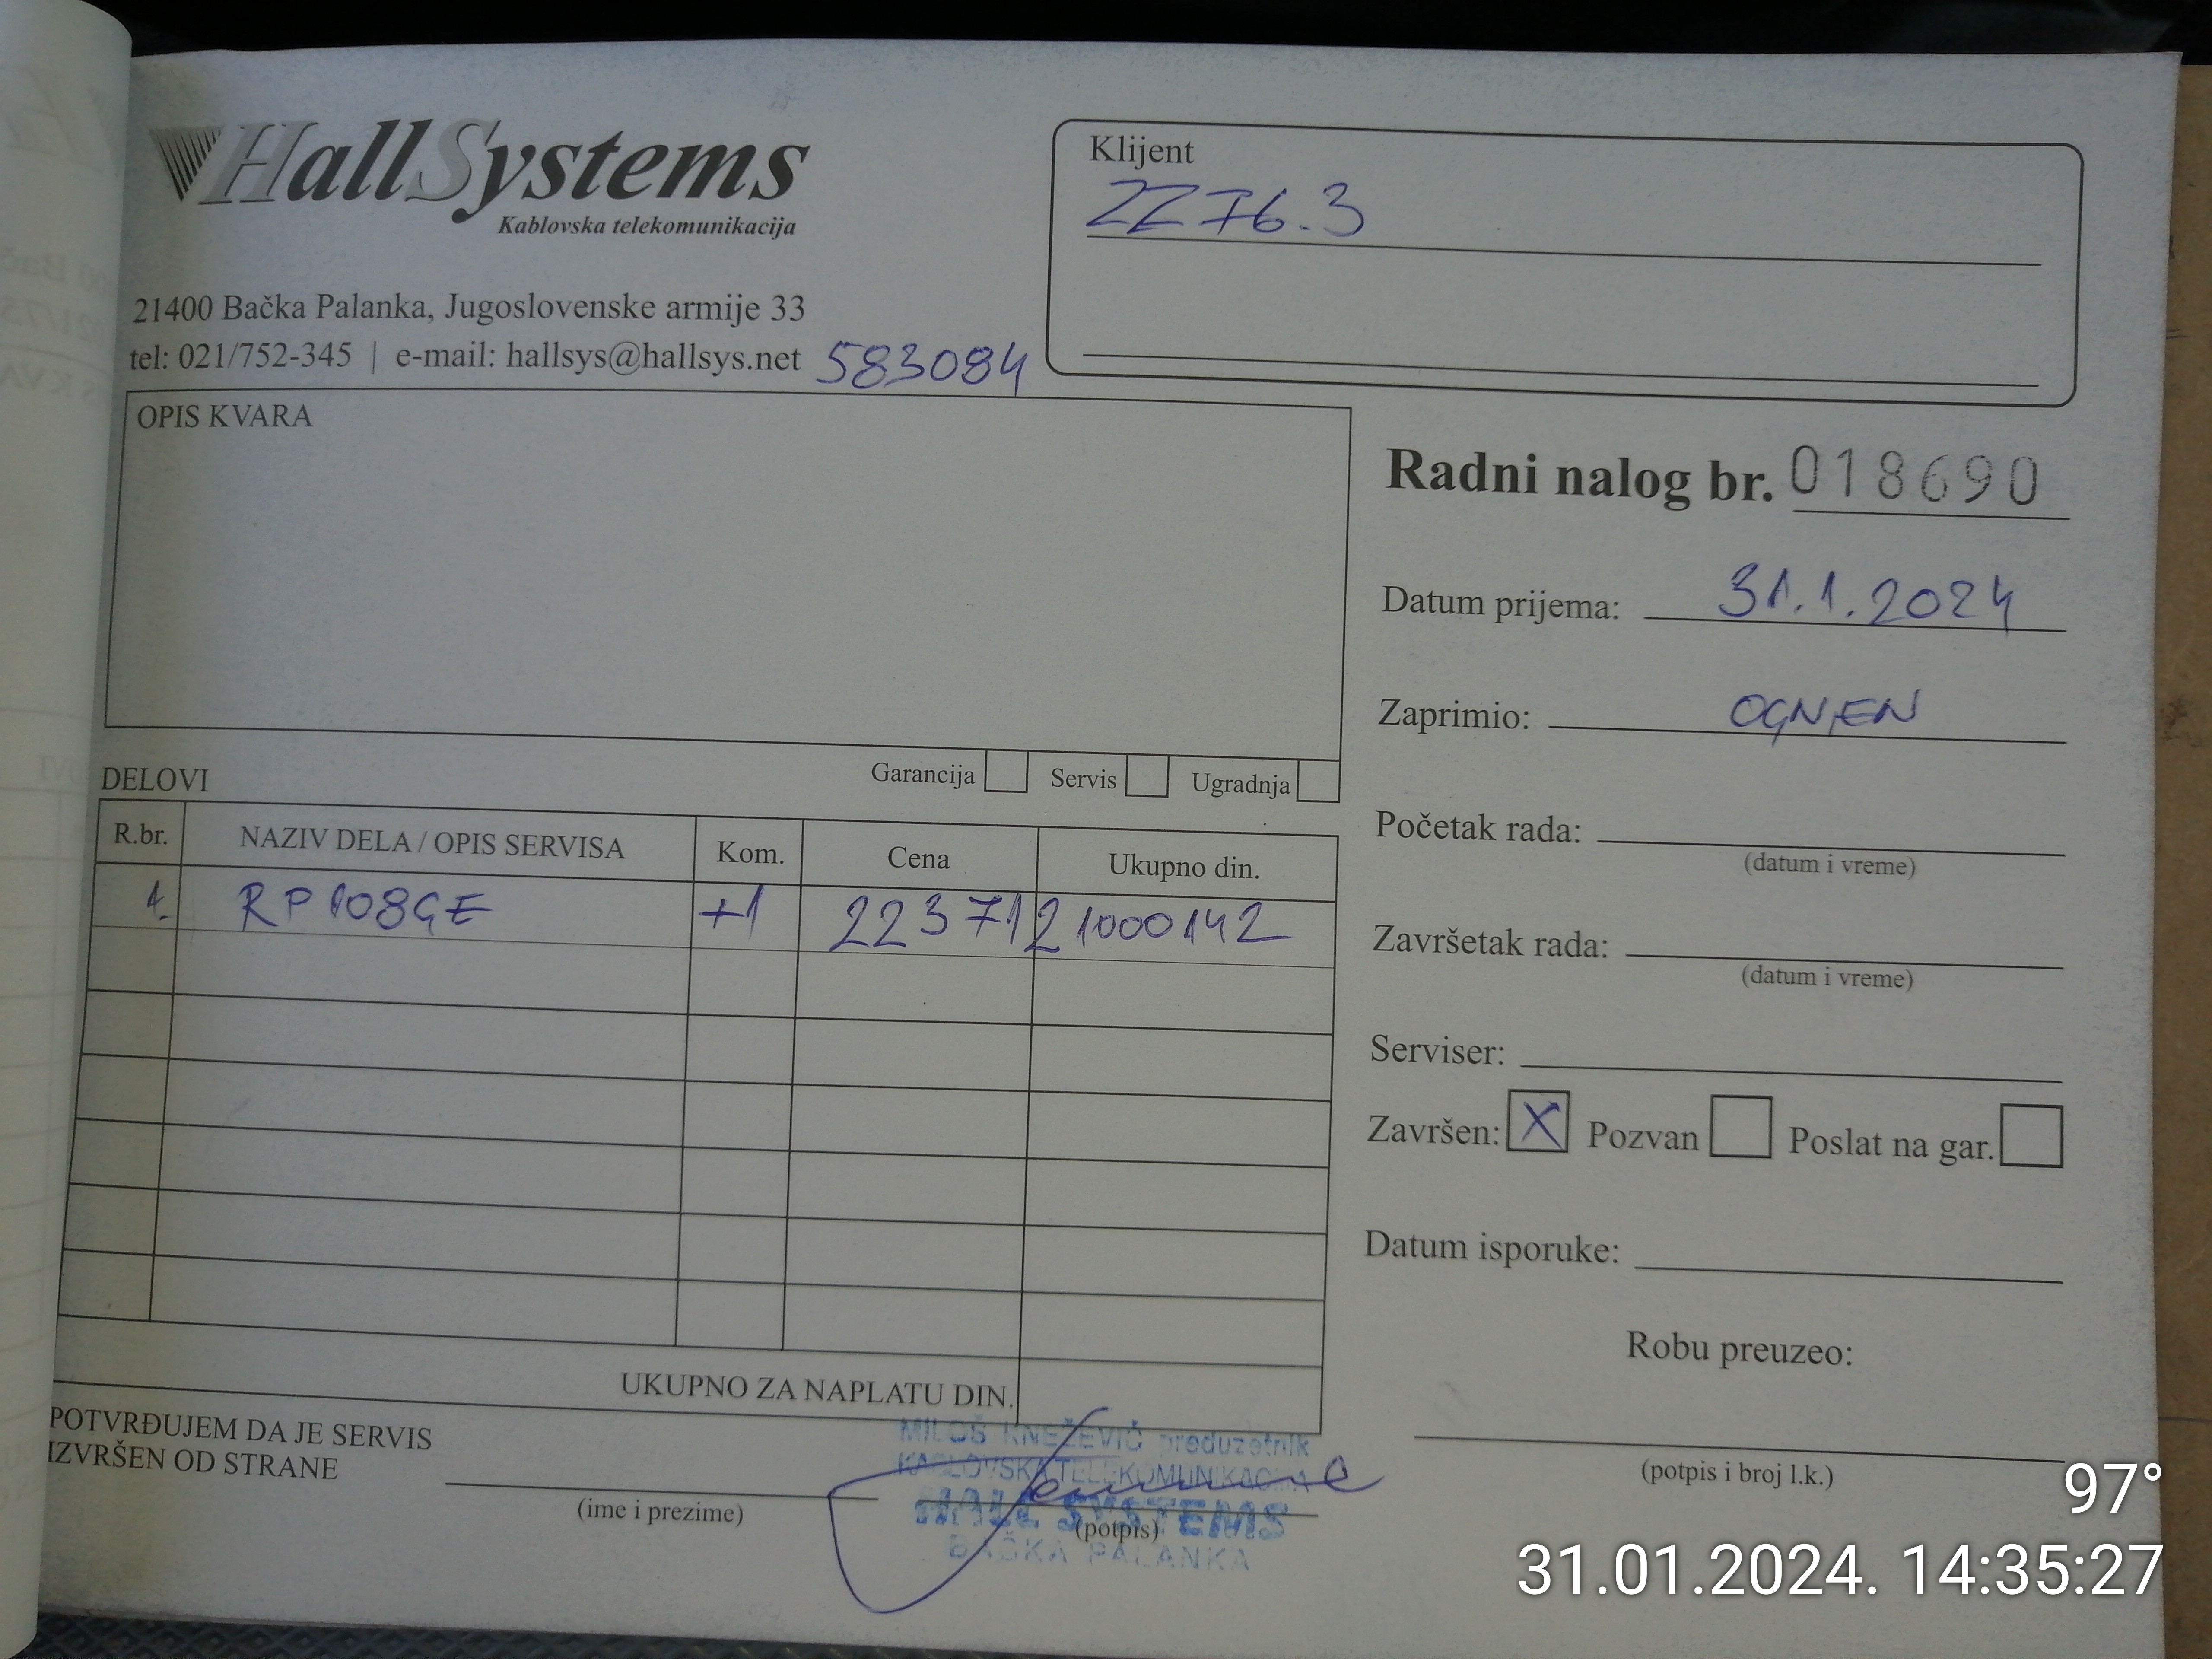 HallSystems
Kablovska telekomunikacija
21400 Bačka Palanka, Jugoslovenske armije 33
tel: 021/752-345 | e-mail: hallsys@hallsys.net 583084
Klijent
ZZ76.3
OPIS KVARA
Garancija Servis Ugradnja
Radni nalog br. 018690
Datum prijema: 31.1.2024
Zaprimio: OGNJEN
Početak rada:
(datum i vreme)
Završetak rada:
(datum i vreme)
Serviser:
Završen: X Pozvan Poslat na gar.
Datum isporuke:
Robu preuzeo:
(potpis i broj l.k.)
DELOVI
R.br. NAZIV DELA / OPIS SERVISA Kom. Cena Ukupno din.
1. RP108GE +1 2237121000142
UKUPNO ZA NAPLATU DIN.
POTVRĐUJEM DA JE SERVIS
IZVRŠEN OD STRANE
(ime i prezime)
(potpis)
MILOŠ KNEŽEVIĆ preduzetnik
KABLOVSKA TELEKOMUNIKACIJA
HALL SYSTEMS
BAČKA PALANKA
97°
31.01.2024. 14:35:27